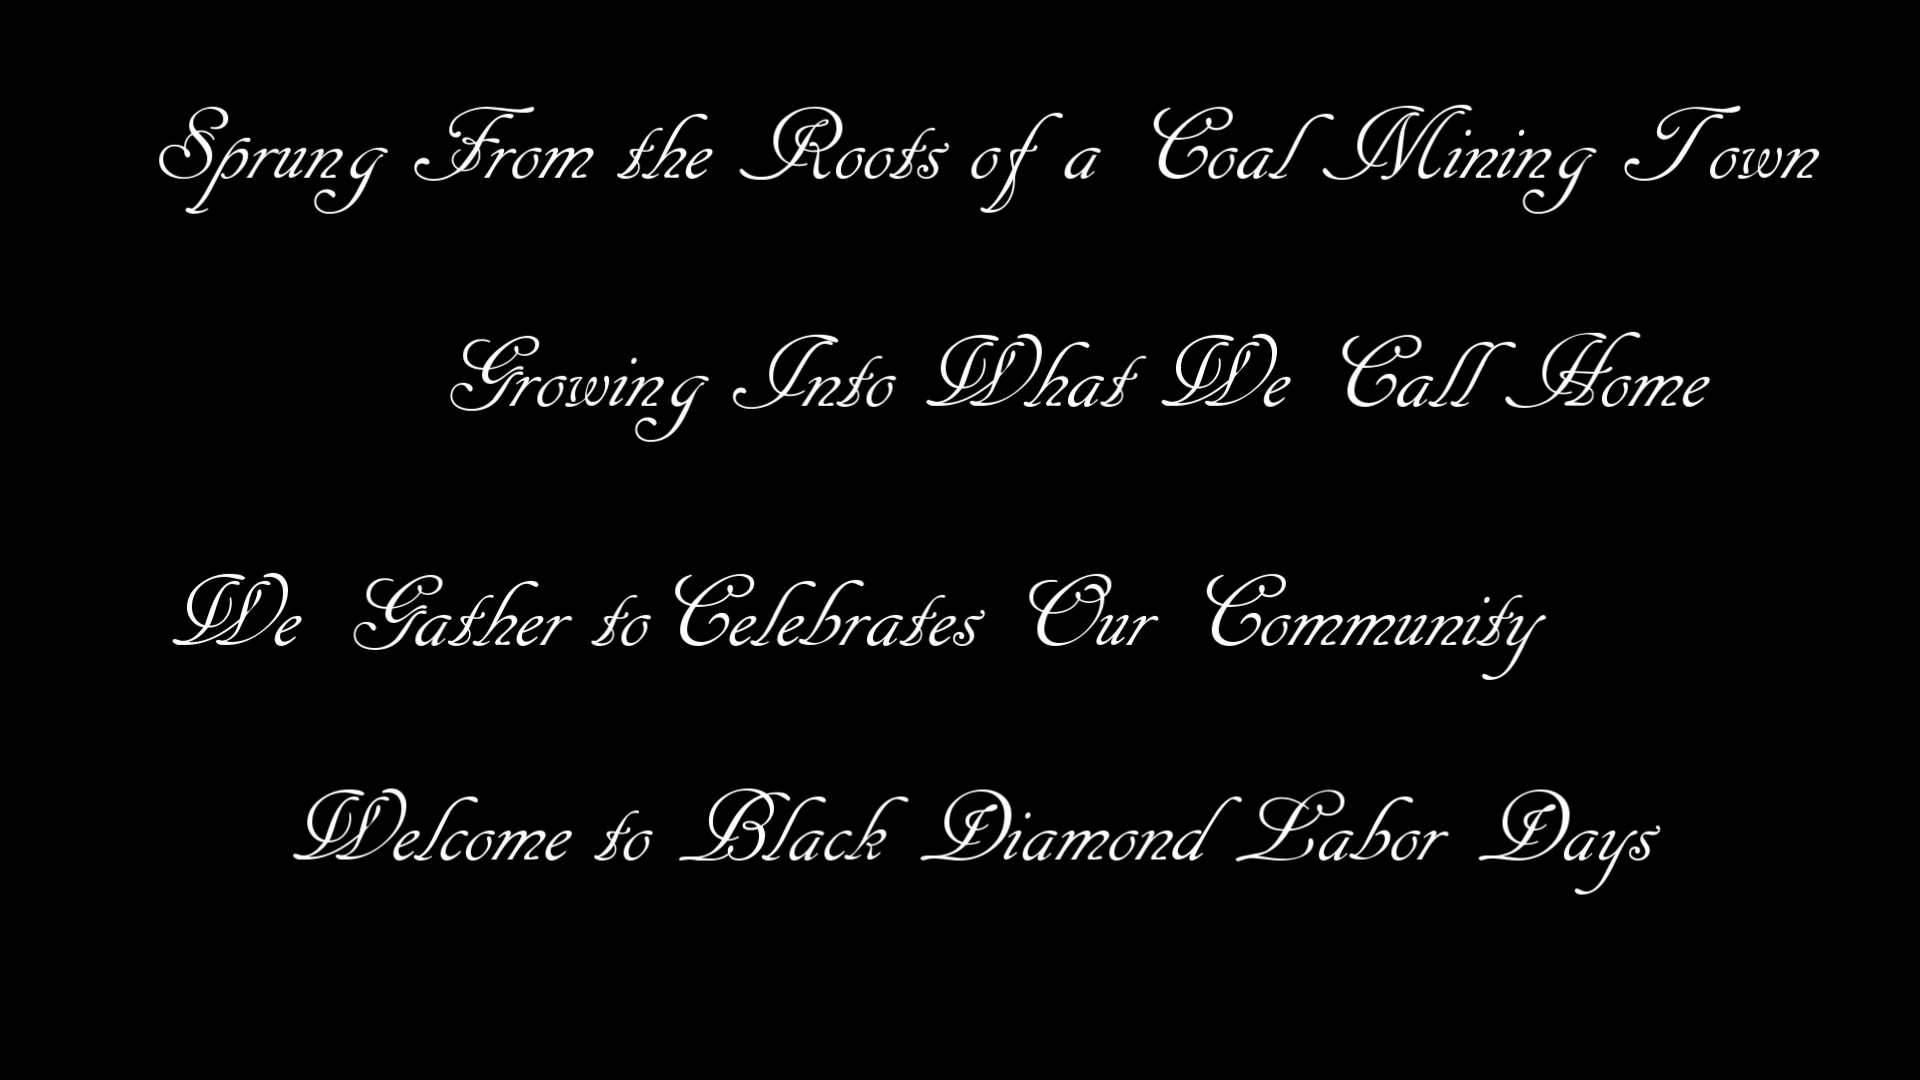 Sprung From the Roots of a Coal Mining Town
Growing Into What We Call Home
We Gather to Celebrates Our Community
Welcome to Black Diamond Labor Days